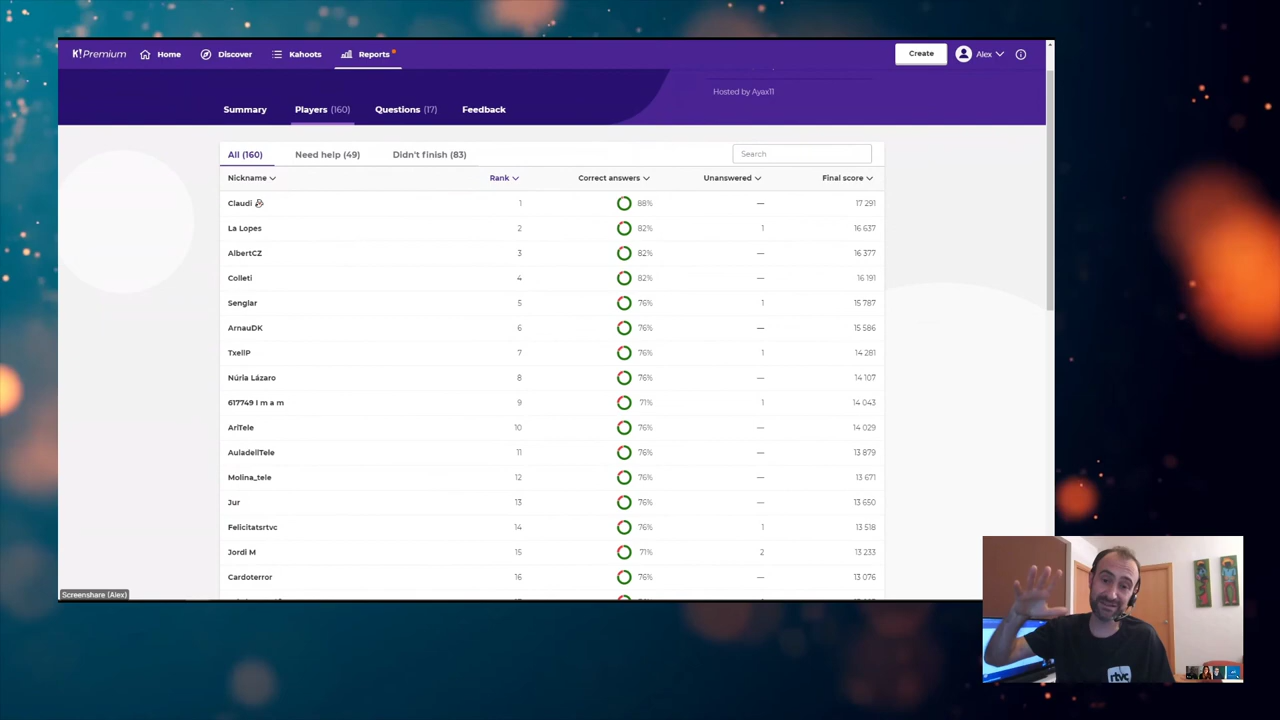 K!Premium Home Discover Kahoots Reports Create Alex
Hosted by Ayax11
Summary Players (160) Questions (17) Feedback
All (160) Need help (49) Didn't finish (83) Search
Nickname Rank Correct answers Unanswered Final score
Claudi 1 88% — 17 291
La Lopes 2 82% 1 16 637
AlbertCZ 3 82% — 16 377
Colleti 4 82% — 16 191
Senglar 5 76% 1 15 787
ArnauDK 6 76% — 15 586
TxellP 7 76% 1 14 281
Núria Lázaro 8 76% — 14 107
617749 I m a m 9 71% 1 14 043
AriTele 10 76% — 14 029
AuladellTele 11 76% — 13 879
Molina_tele 12 76% — 13 671
Jur 13 76% — 13 650
Felicitatsrtvc 14 76% 1 13 518
Jordi M 15 71% 2 13 233
Cardoterror 16 76% — 13 076
Screenshare (Alex)
rtvc